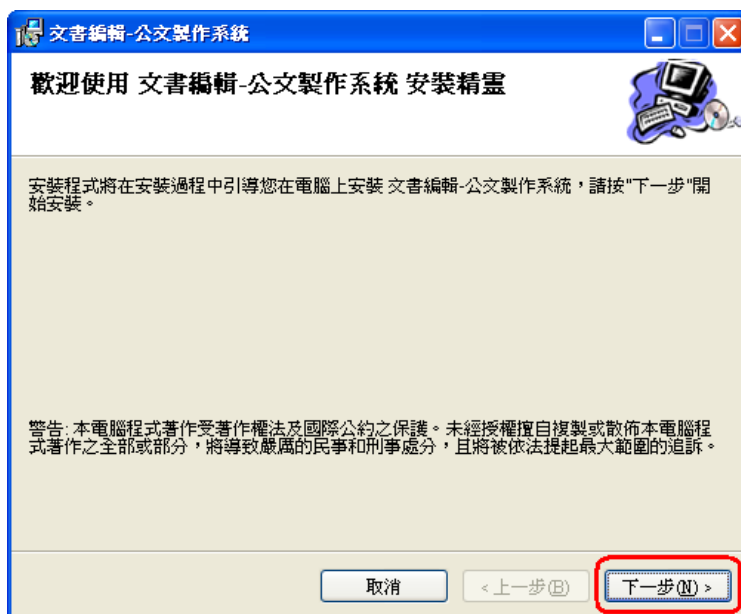 文書編輯-公文製作系統
歡迎使用 文書編輯-公文製作系統 安裝精靈
安裝程式將在安裝過程中引導您在電腦上安裝 文書編輯-公文製作系統，請按"下一步"開
始安裝。
警告: 本電腦程式著作受著作權法及國際公約之保護。未經授權擅自複製或散佈本電腦程
式著作之全部或部分，將導致嚴厲的民事和刑事處分，且將被依法提起最大範圍的追訴。
取消
<上一步(B)
下一步(N) >